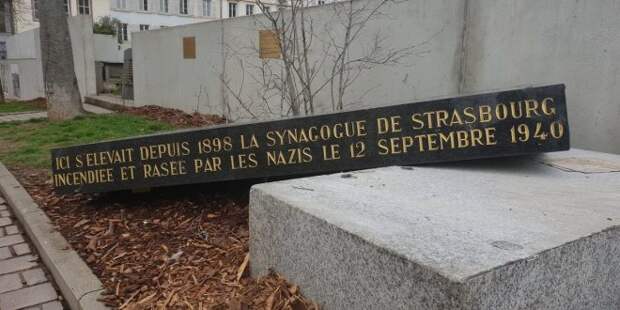 ICI S'ELEVAIT DEPUIS 1898 LA SYNAGOGUE DE STRASBOURG
INCENDIEE ET RASEE PAR LES NAZIS LE 12 SEPTEMBRE 1940